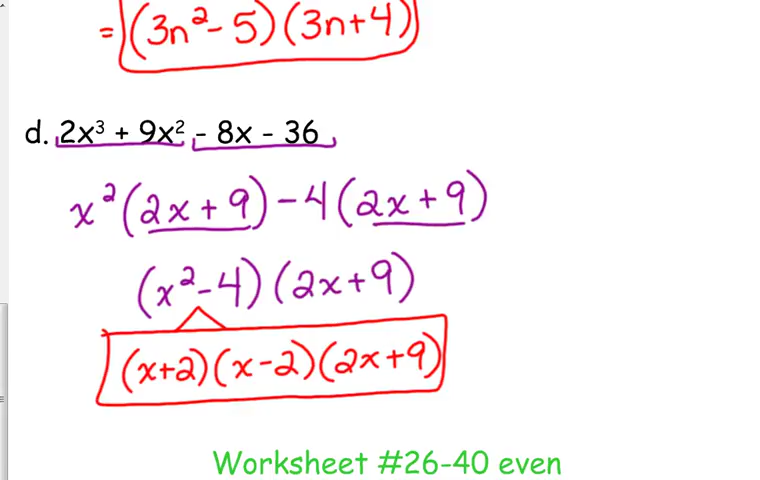 = (3n² - 5) (3n + 4)
d. 2x³ + 9x² - 8x - 36
x² (2x + 9) - 4 (2x + 9)
(x² - 4) (2x + 9)
(x + 2) (x - 2) (2x + 9)
Worksheet #26-40 even